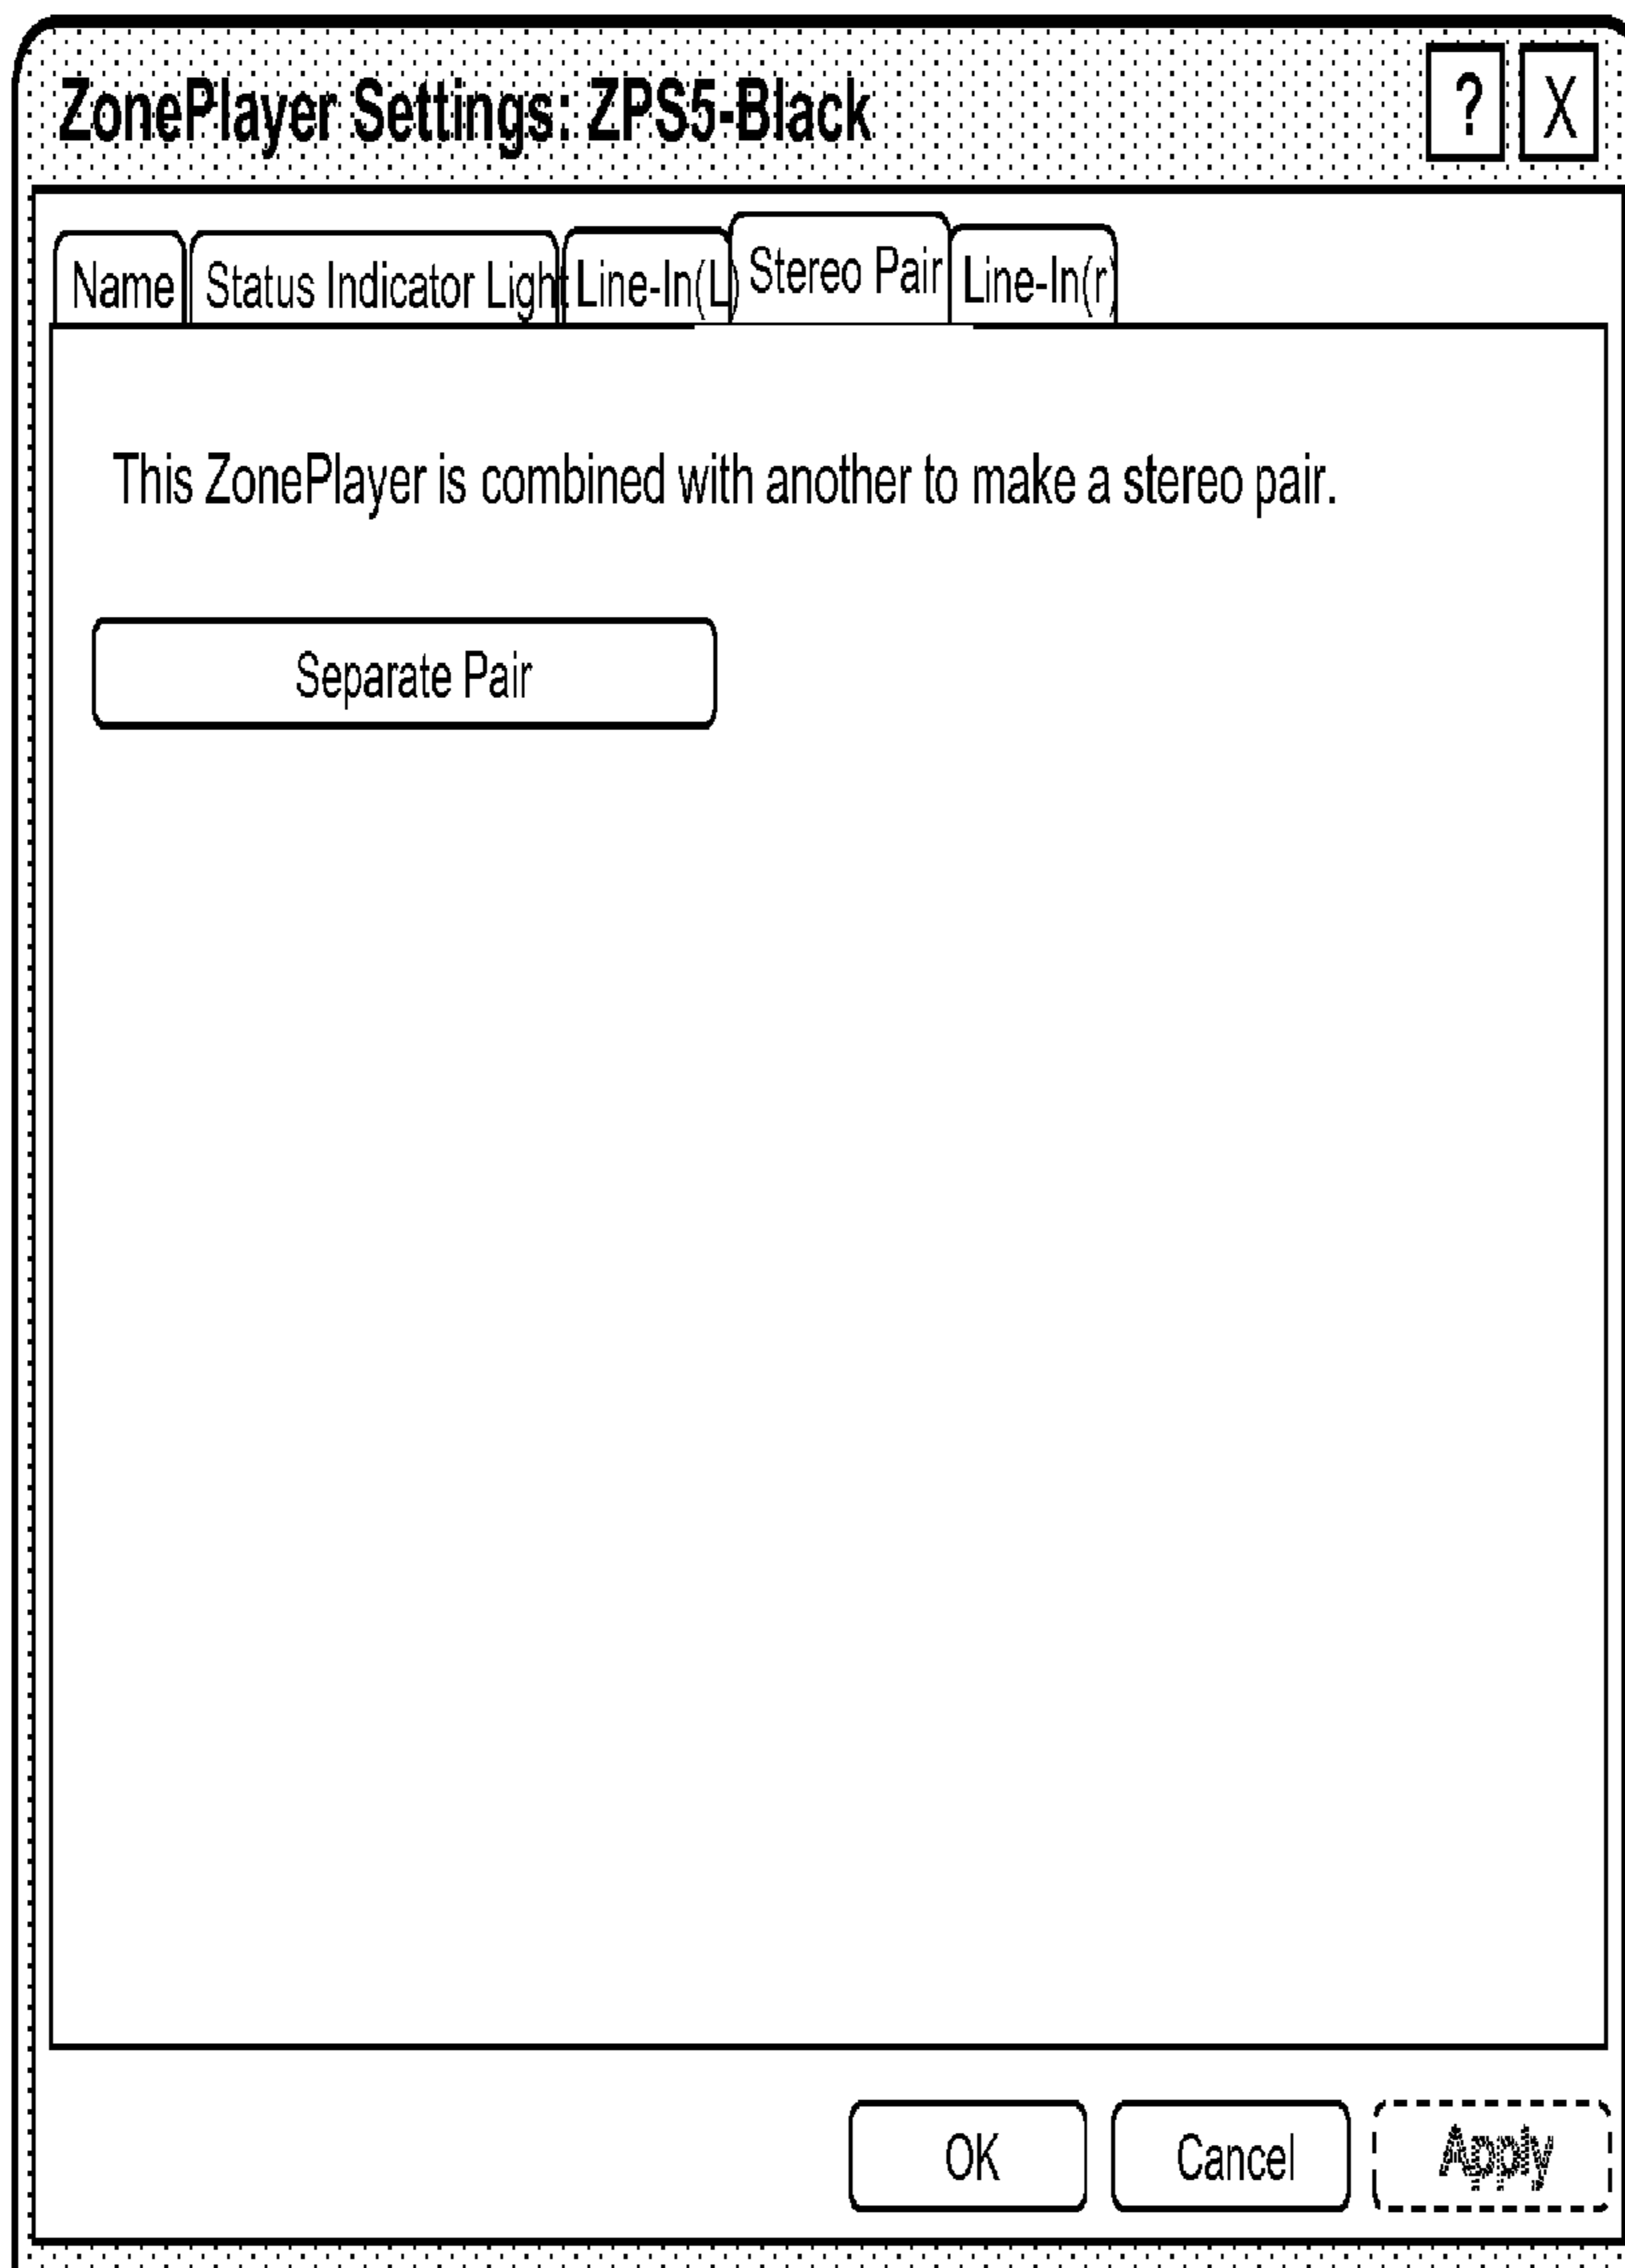 ZonePlayer Settings: ZPS5-Black ? X
Name Status Indicator Light Line-In(L) Stereo Pair Line-In(r)
This ZonePlayer is combined with another to make a stereo pair.
Separate Pair
OK Cancel Apply